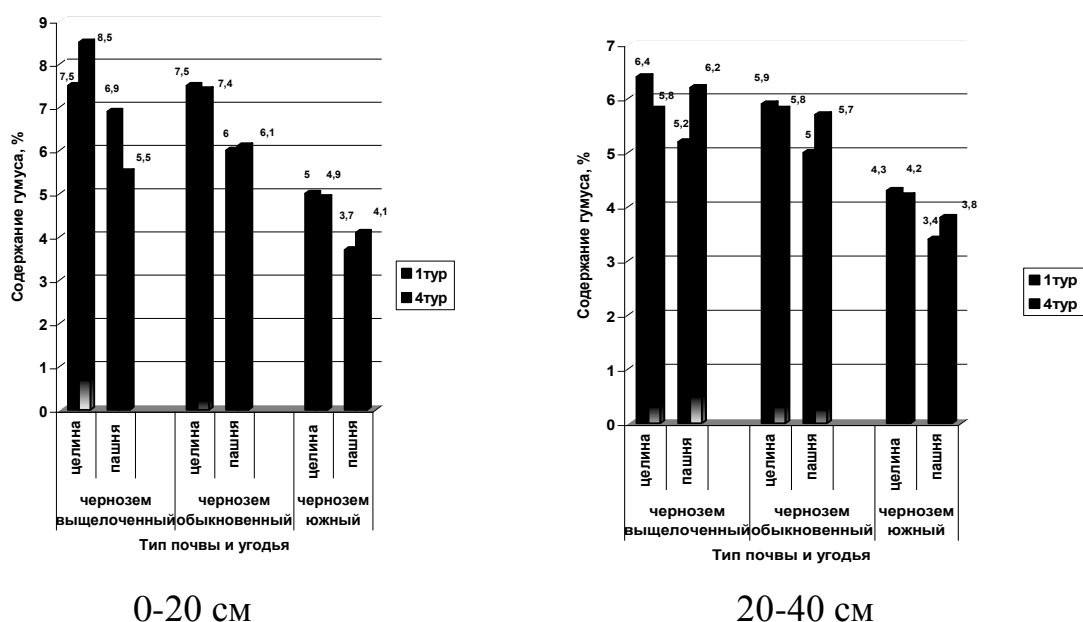 9
8
7
6
5
4
3
2
1
0
Содержание гумуса, %
7,5
8,5
6,9
5,5
7,5
7,4
6
6,1
5
4,9
3,7
4,1
1тур
4тур
целина
пашня
целина
пашня
целина
пашня
чернозем
выщелоченный
чернозем
обыкновенный
чернозем
южный
Тип почвы и угодья
0-20 см
7
6
5
4
3
2
1
0
Содержание гумуса, %
6,4
5,8
5,2
6,2
5,9
5,8
5
5,7
4,3
4,2
3,4
3,8
1тур
4тур
целина
пашня
целина
пашня
целина
пашня
чернозем
выщелоченный
чернозем
обыкновенный
чернозем
южный
Тип почвы и угодья
20-40 см